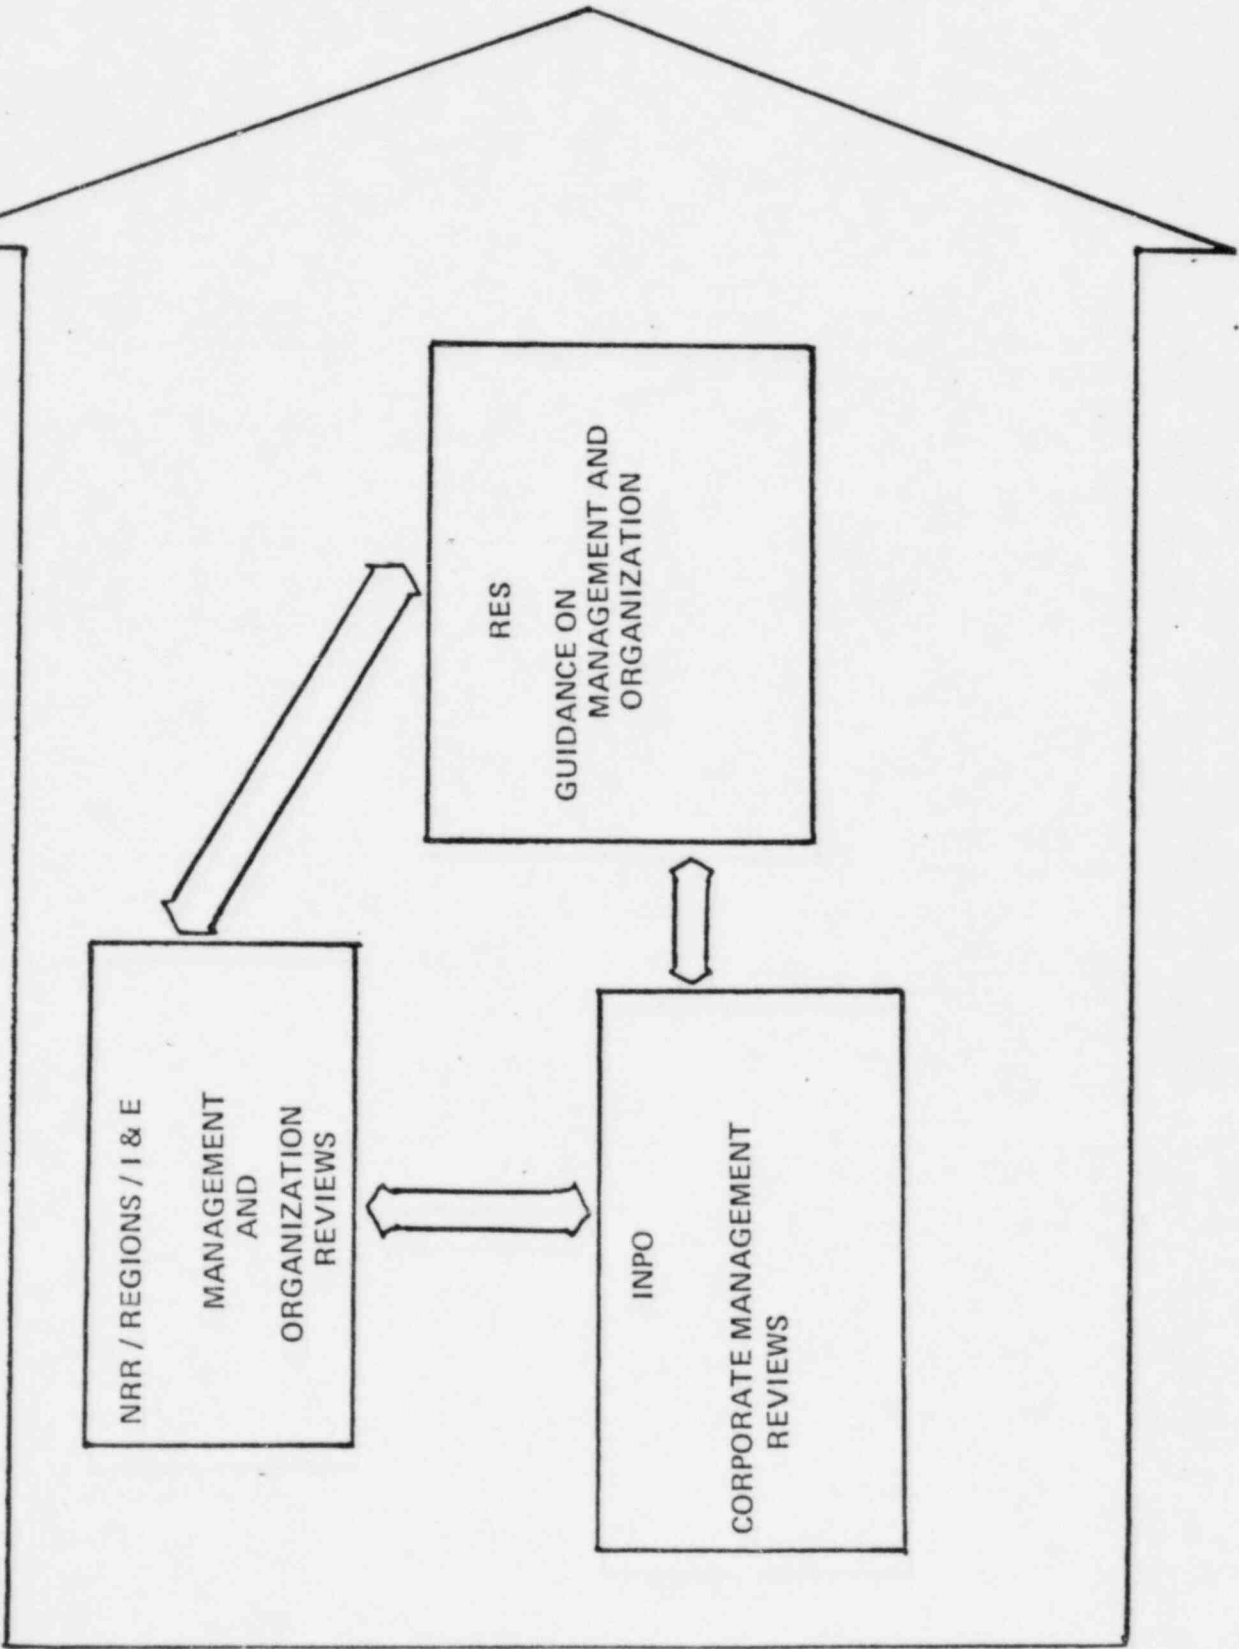 NRR / REGIONS / I & E
MANAGEMENT
AND
ORGANIZATION
REVIEWS
INPO
CORPORATE MANAGEMENT
REVIEWS
RES
GUIDANCE ON
MANAGEMENT AND
ORGANIZATION